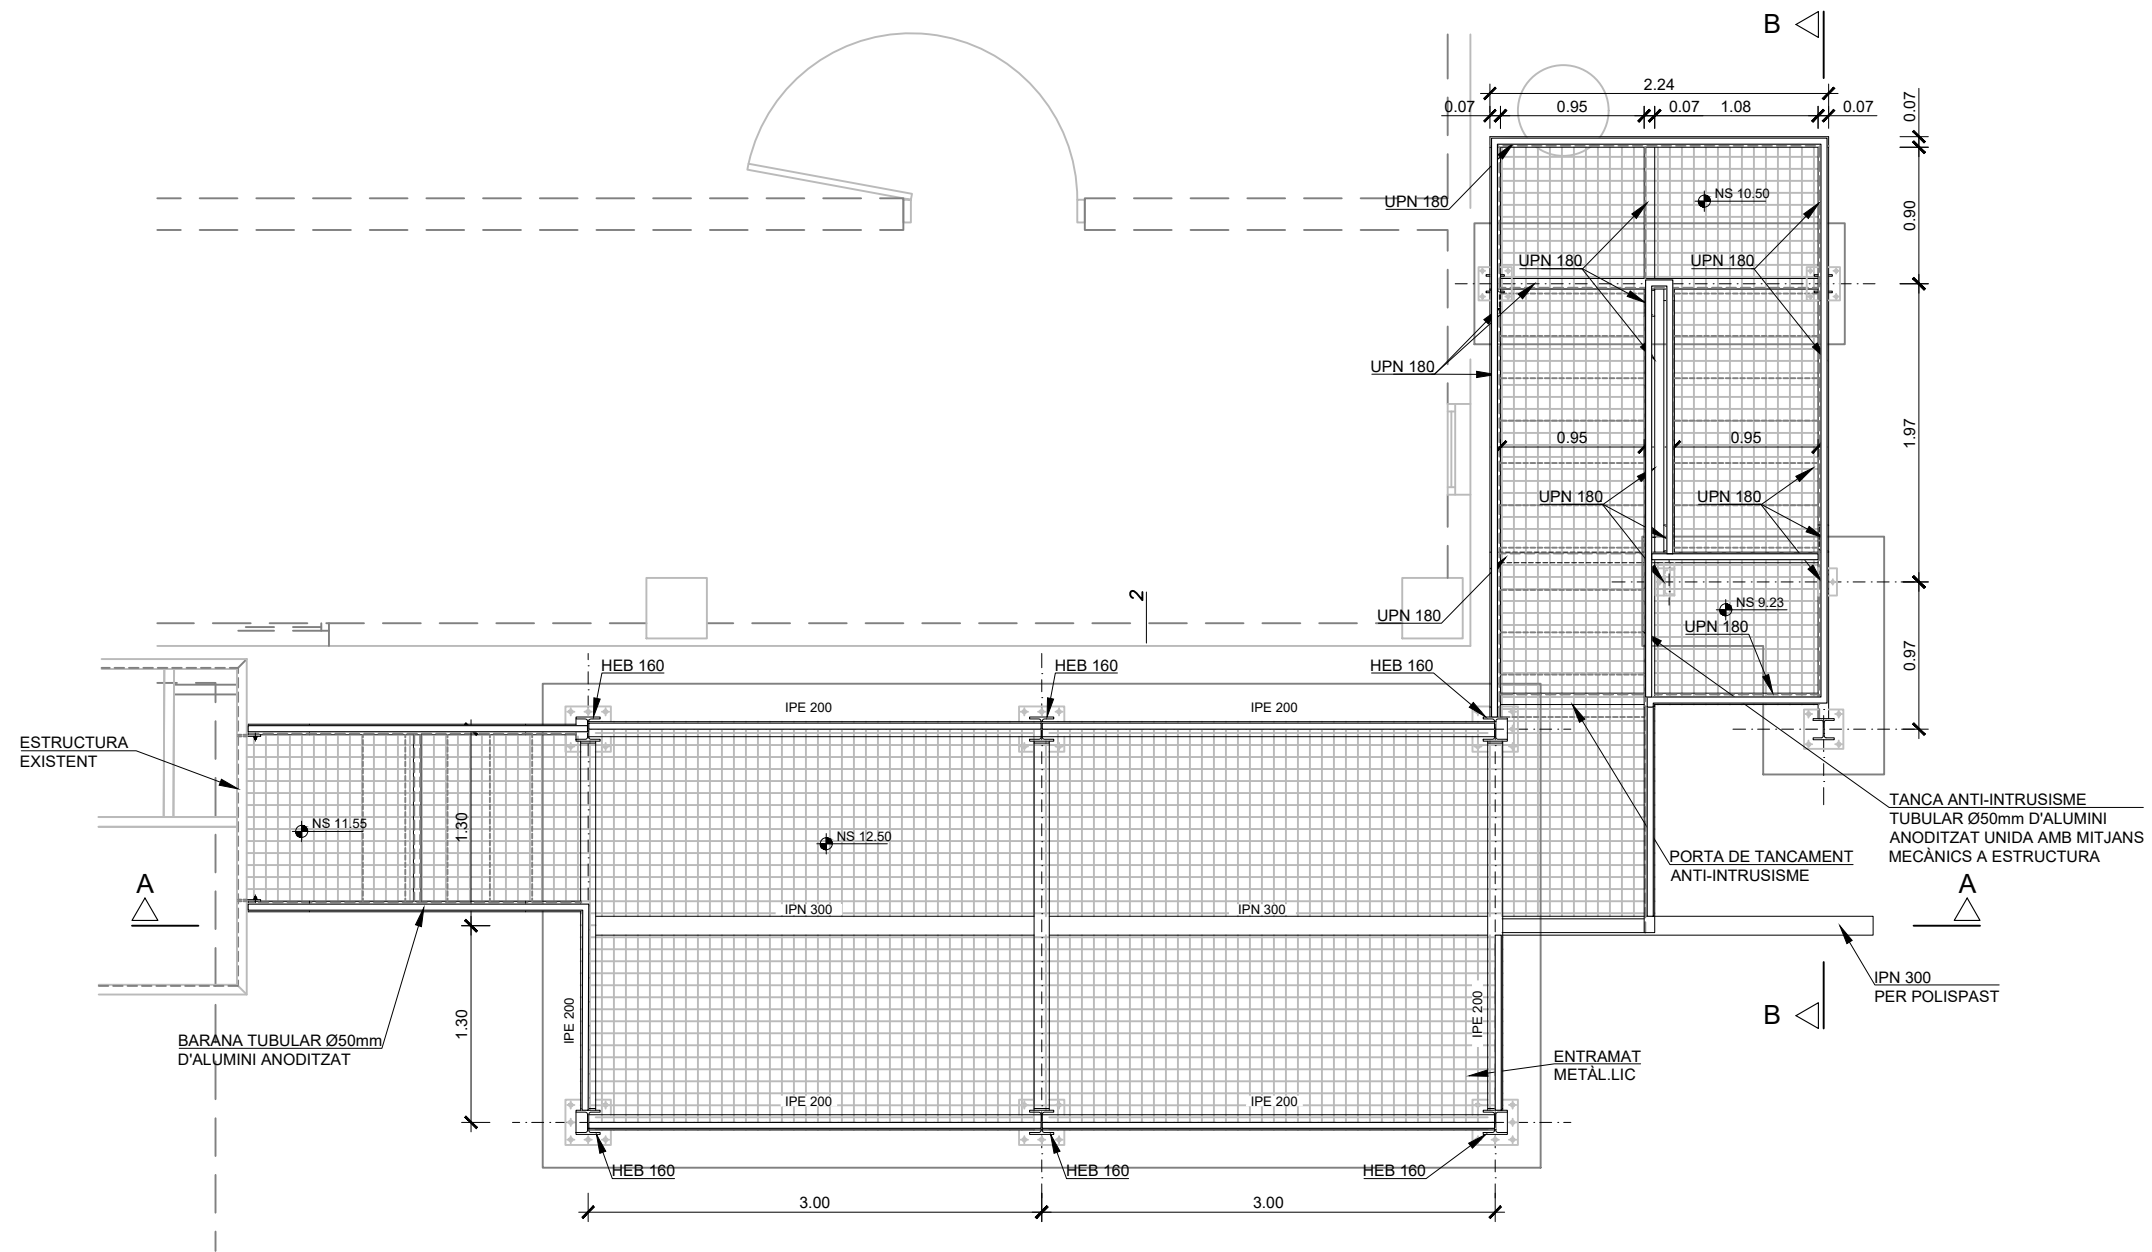 B
2.24
0.07
0.95
0.07
1.08
0.07
0.07
UPN 180
NS 10.50
0.90
UPN 180
UPN 180
UPN 180
0.95
0.95
1.97
UPN 180
UPN 180
2
UPN 180
NS 9.23
UPN 180
0.97
HEB 160
HEB 160
HEB 160
IPE 200
IPE 200
ESTRUCTURA
EXISTENT
NS 11.55
1.30
NS 12.50
TANCA ANTI-INTRUSISME
TUBULAR Ø50mm D'ALUMINI
ANODITZAT UNIDA AMB MITJANS
MECÀNICS A ESTRUCTURA
PORTA DE TANCAMENT
ANTI-INTRUSISME
A
A
IPN 300
IPN 300
IPN 300
PER POLISPAST
B
1.30
IPE 200
IPE 200
BARANA TUBULAR Ø50mm
D'ALUMINI ANODITZAT
ENTRAMAT
METÀL.LIC
IPE 200
IPE 200
HEB 160
HEB 160
HEB 160
3.00
3.00